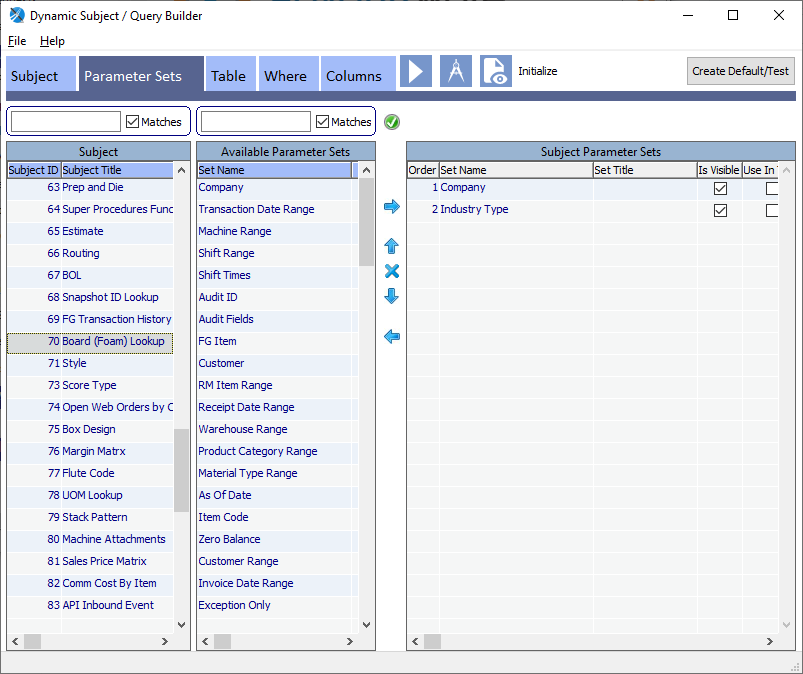 Dynamic Subject / Query Builder
File Help
Subject Parameter Sets Table Where Columns Initialize Create Default/Test
Matches Matches
Subject Available Parameter Sets Subject Parameter Sets
Subject ID Subject Title Set Name Order Set Name Set Title Is Visible Use In
63 Prep and Die Company 1 Company
64 Super Procedures Func Transaction Date Range 2 Industry Type
65 Estimate Machine Range
66 Routing Shift Range
67 BOL Shift Times
68 Snapshot ID Lookup Audit ID
69 FG Transaction History Audit Fields
70 Board (Foam) Lookup FG Item
71 Style Customer
73 Score Type RM Item Range
74 Open Web Orders by C Receipt Date Range
75 Box Design Warehouse Range
76 Margin Matrx Product Category Range
77 Flute Code Material Type Range
78 UOM Lookup As Of Date
79 Stack Pattern Item Code
80 Machine Attachments Zero Balance
81 Sales Price Matrix Customer Range
82 Comm Cost By Item Invoice Date Range
83 API Inbound Event Exception Only